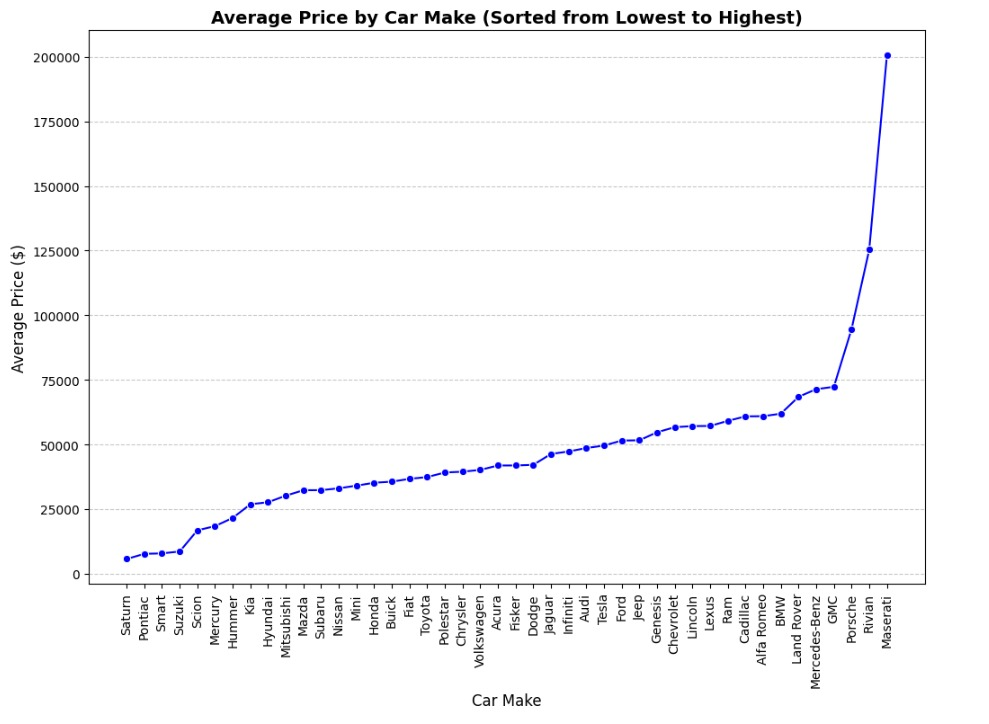 Average Price by Car Make (Sorted from Lowest to Highest)
Average Price ($)
200000
175000
150000
125000
100000
75000
50000
25000
0
Saturn
Pontiac
Smart
Suzuki
Scion
Mercury
Hummer
Kia
Hyundai
Mitsubishi
Mazda
Subaru
Nissan
Mini
Honda
Buick
Fiat
Toyota
Polestar
Chrysler
Volkswagen
Acura
Fisker
Dodge
Jaguar
Infiniti
Audi
Tesla
Ford
Jeep
Genesis
Chevrolet
Lincoln
Lexus
Ram
Cadillac
Alfa Romeo
BMW
Land Rover
Mercedes-Benz
GMC
Porsche
Rivian
Maserati
Car Make